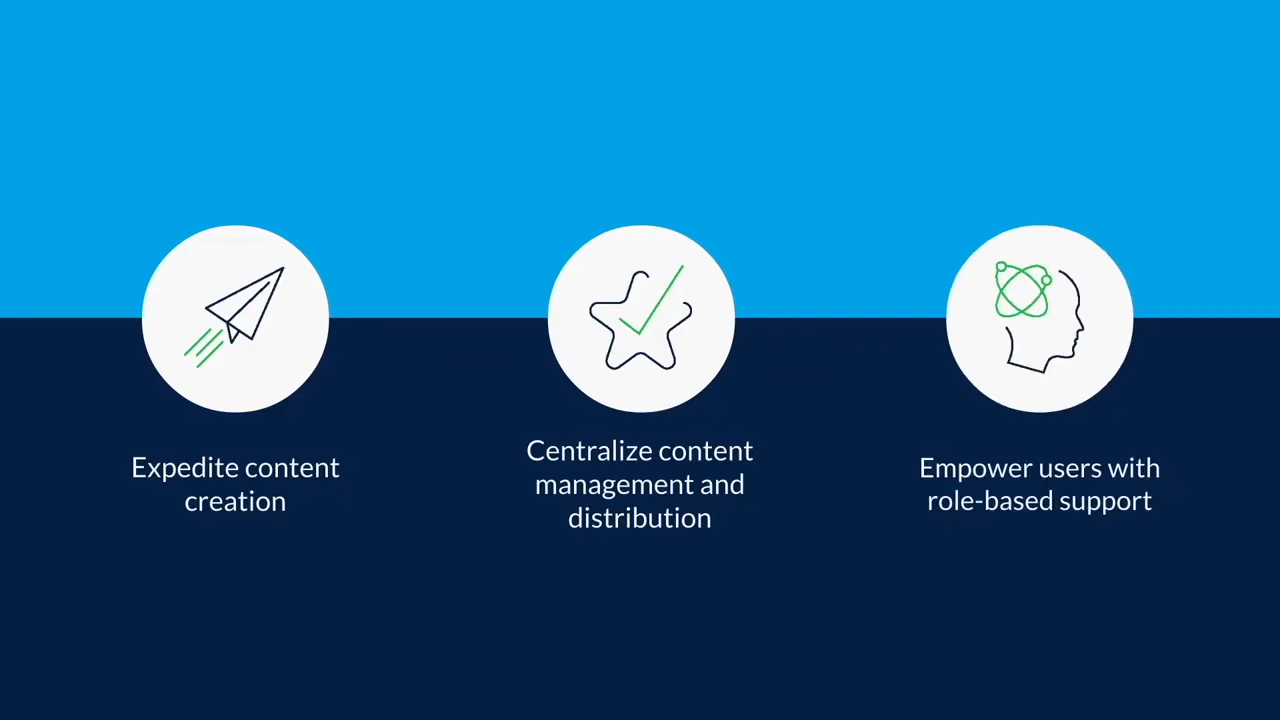 Expedite content
creation
Centralize content
management and
distribution
Empower users with
role-based support